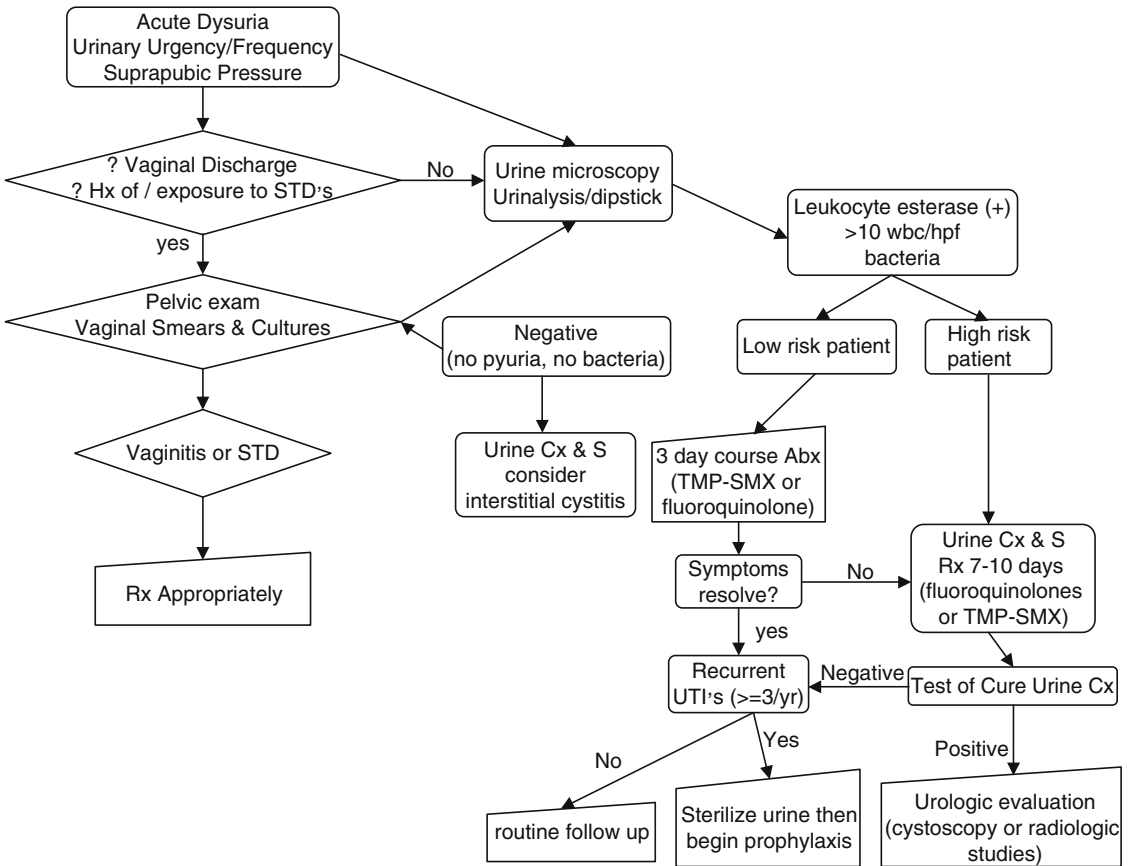 Acute Dysuria
Urinary Urgency/Frequency
Suprapubic Pressure
? Vaginal Discharge
? Hx of / exposure to STD's
No
Urine microscopy
Urinalysis/dipstick
Leukocyte esterase (+)
>10 wbc/hpf
bacteria
yes
Pelvic exam
Vaginal Smears & Cultures
Negative
(no pyuria, no bacteria)
Low risk patient
High risk
patient
Vaginitis or STD
Urine Cx & S
consider
interstitial cystitis
3 day course Abx
(TMP-SMX or
fluoroquinolone)
Rx Appropriately
Symptoms
resolve?
No
Urine Cx & S
Rx 7-10 days
(fluoroquinolones
or TMP-SMX)
yes
Recurrent
UTI's (>=3/yr)
Negative
Test of Cure Urine Cx
No
Yes
Positive
routine follow up
Sterilize urine then
begin prophylaxis
Urologic evaluation
(cystoscopy or radiologic
studies)